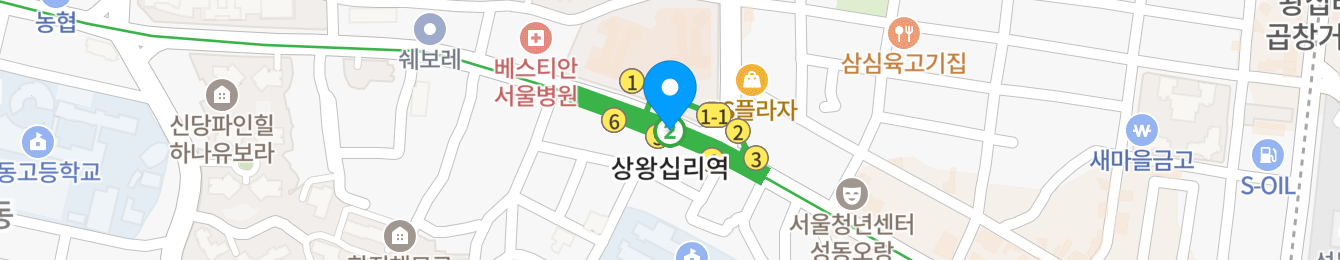 농협
쉐보레
베스티안
서울병원
삼심육고기집
곱창거
1
S플라자
1-1
2
6
2
3
상왕십리역
신당파인힐
하나유보라
동고등학교
동
새마을금고
S-OIL
서울청년센터
성동오랑